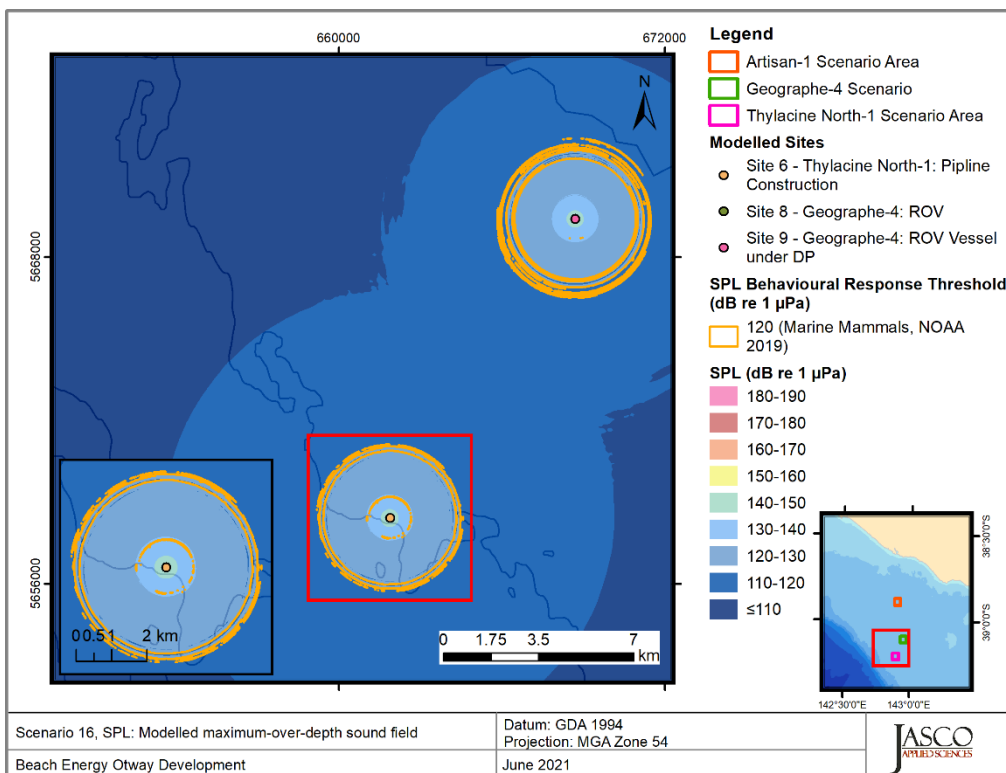 660000
672000
5668000
5656000
N
0 0.5 1 2 km
0 1.75 3.5 7
km
Legend
Artisan-1 Scenario Area
Geographe-4 Scenario
Thylacine North-1 Scenario Area
Modelled Sites
Site 6 - Thylacine North-1: Pipline
Construction
Site 8 - Geographe-4: ROV
Site 9 - Geographe-4: ROV Vessel
under DP
SPL Behavioural Response Threshold
(dB re 1 µPa)
120 (Marine Mammals, NOAA
2019)
SPL (dB re 1 µPa)
180-190
170-180
160-170
150-160
140-150
130-140
120-130
110-120
≤110
38°30'S
39°0'S
142°30'E
143°0'E
Scenario 16, SPL: Modelled maximum-over-depth sound field
Datum: GDA 1994
Projection: MGA Zone 54
Beach Energy Otway Development
June 2021
JASCO
APPLIED SCIENCES